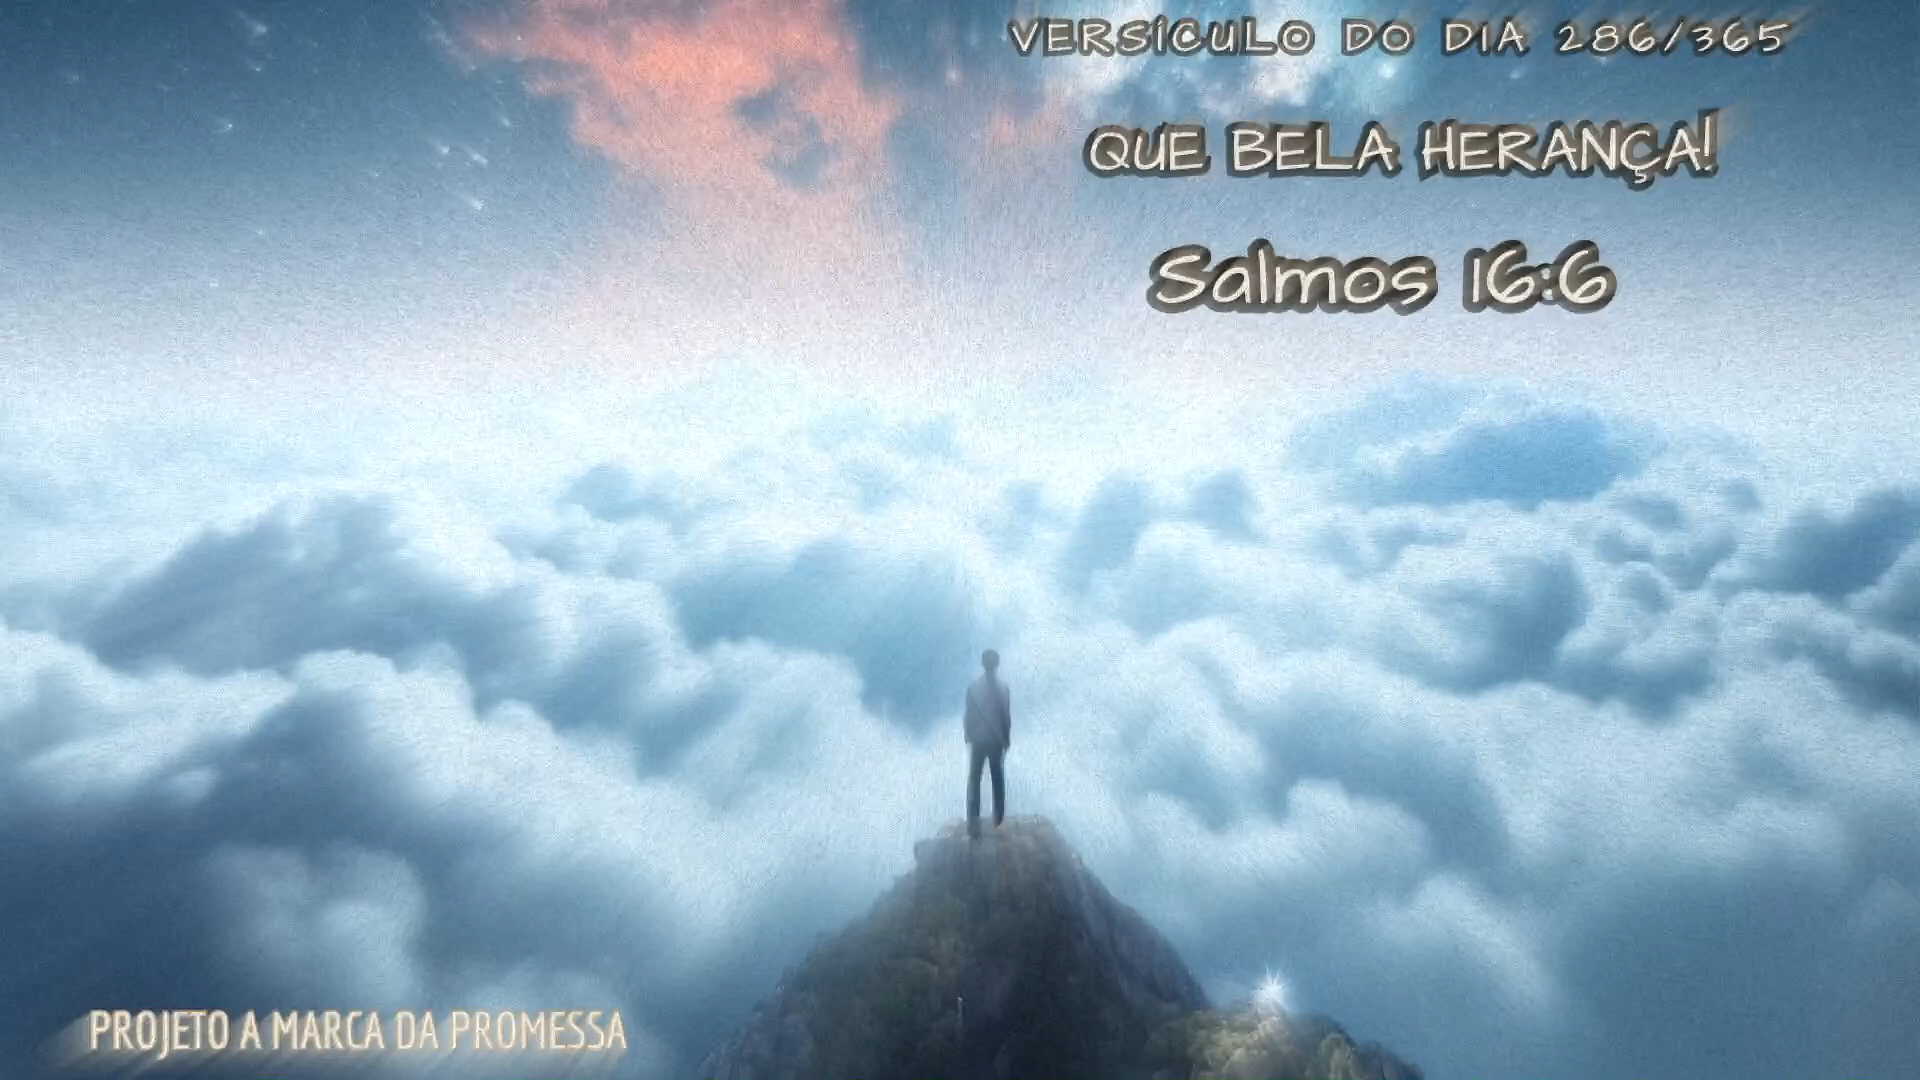 VERSÍCULO DO DIA 286/365
QUE BELA HERANÇA!
Salmos 16:6
PROJETO A MARCA DA PROMESSA